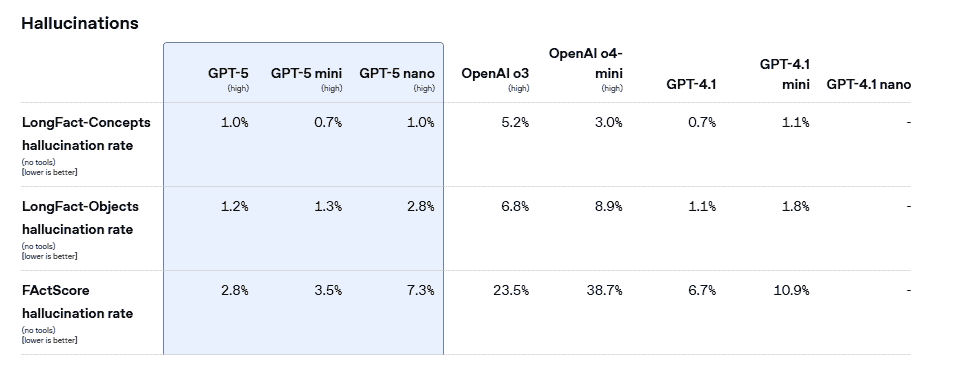 Hallucinations
GPT-5 GPT-5 mini GPT-5 nano OpenAI o3 OpenAI o4-mini GPT-4.1 GPT-4.1 mini GPT-4.1 nano
(high) (high) (high) (high) (high)
LongFact-Concepts 1.0% 0.7% 1.0% 5.2% 3.0% 0.7% 1.1% -
hallucination rate
(no tools)
[lower is better]
LongFact-Objects 1.2% 1.3% 2.8% 6.8% 8.9% 1.1% 1.8% -
hallucination rate
(no tools)
[lower is better]
FActScore 2.8% 3.5% 7.3% 23.5% 38.7% 6.7% 10.9% -
hallucination rate
(no tools)
[lower is better]